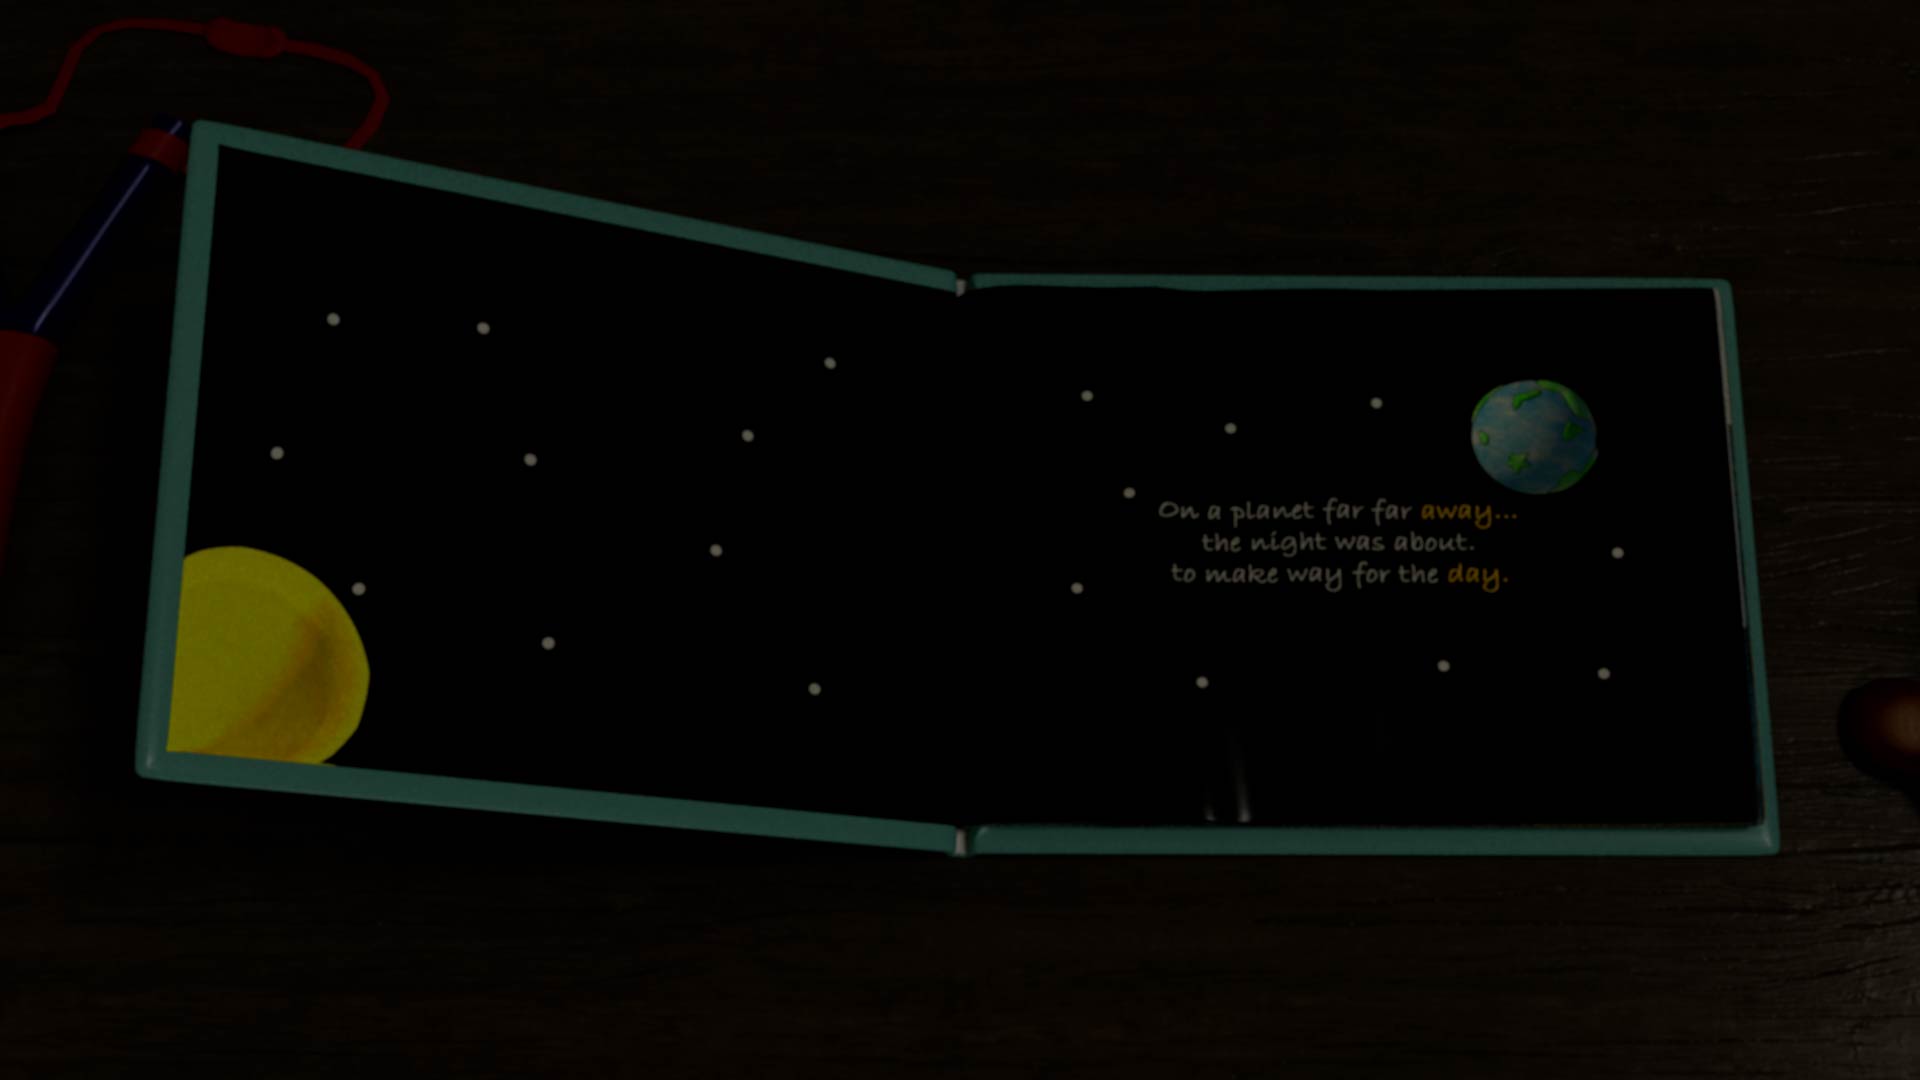 On a planet far far away...
the night was about.
to make way for the day.